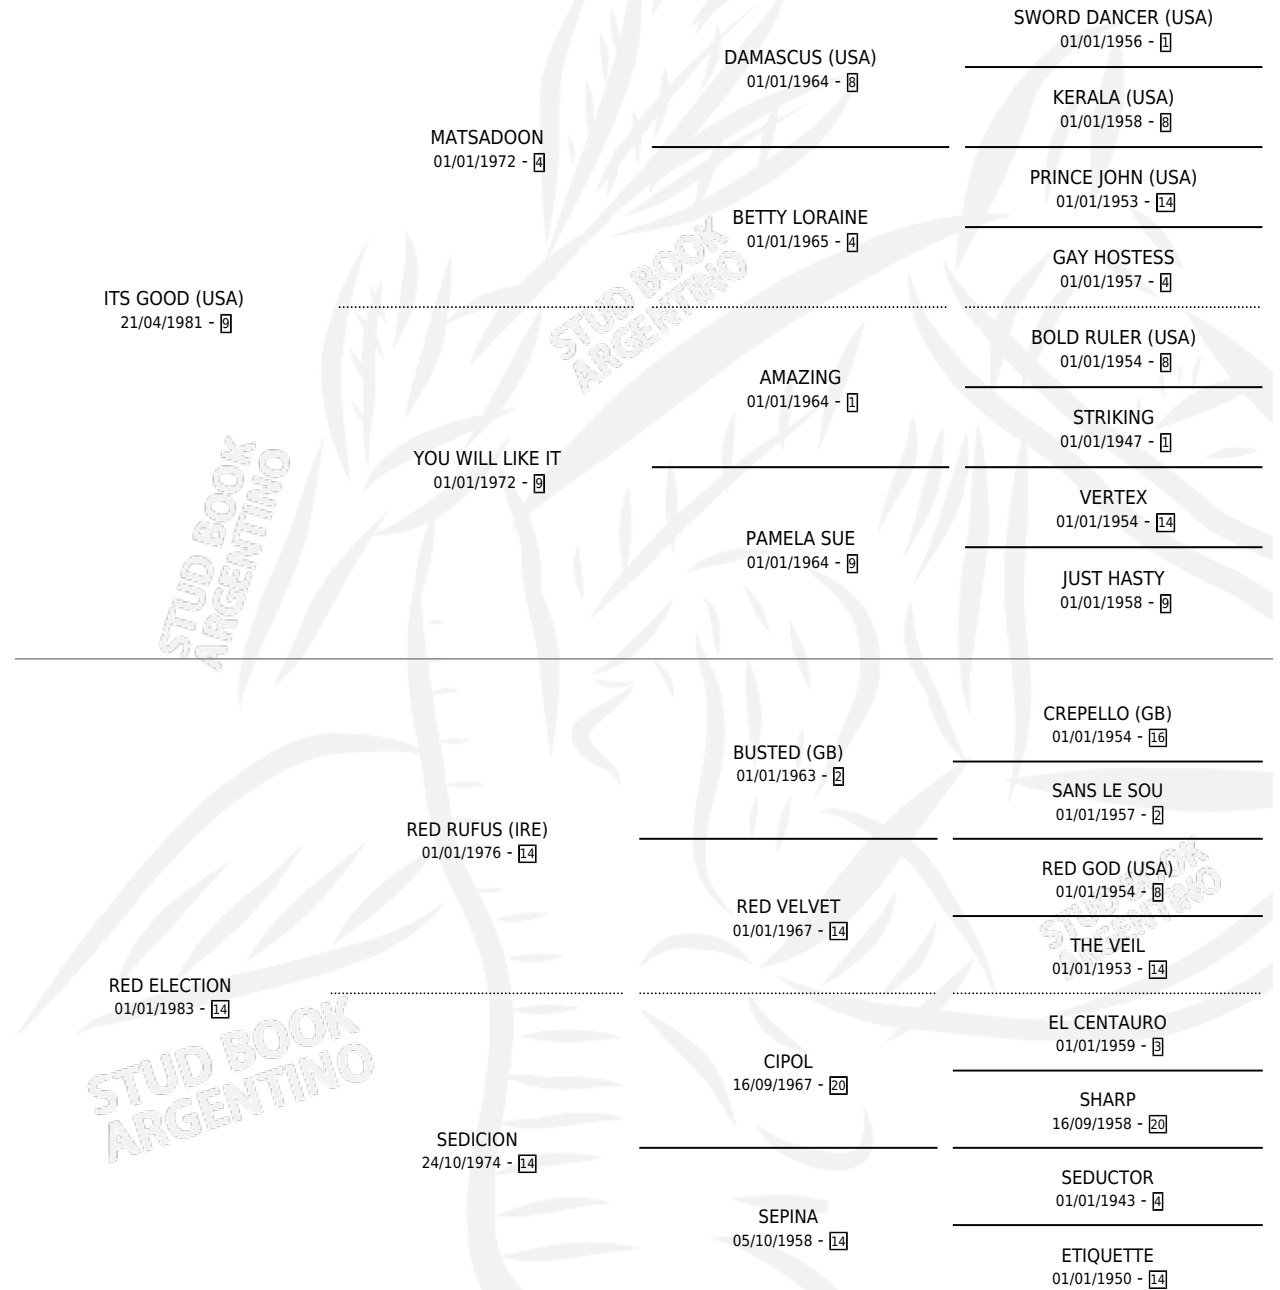 SWORD DANCER (USA)
01/01/1956 - 1
DAMASCUS (USA)
01/01/1964 - 8
KERALA (USA)
01/01/1958 - 8
MATSADOON
01/01/1972 - 4
PRINCE JOHN (USA)
01/01/1953 - 14
BETTY LORAINE
01/01/1965 - 4
GAY HOSTESS
01/01/1957 - 4
ITS GOOD (USA)
21/04/1981 - 9
BOLD RULER (USA)
01/01/1954 - 8
AMAZING
01/01/1964 - 1
STRIKING
01/01/1947 - 1
YOU WILL LIKE IT
01/01/1972 - 9
VERTEX
01/01/1954 - 14
PAMELA SUE
01/01/1964 - 9
JUST HASTY
01/01/1958 - 9
CREPELLO (GB)
01/01/1954 - 16
BUSTED (GB)
01/01/1963 - 2
SANS LE SOU
01/01/1957 - 2
RED RUFUS (IRE)
01/01/1976 - 14
RED GOD (USA)
01/01/1954 - 8
RED VELVET
01/01/1967 - 14
THE VEIL
01/01/1953 - 14
RED ELECTION
01/01/1983 - 14
EL CENTAURO
01/01/1959 - 3
CIPOL
16/09/1967 - 20
SHARP
16/09/1958 - 20
SEDICION
24/10/1974 - 14
SEDUCTOR
01/01/1943 - 4
SEPINA
05/10/1958 - 14
ETIQUETTE
01/01/1950 - 14
STUD BOOK
ARGENTINO
STUD BOOK
ARGENTINO
STUD BOOK
ARGENTINO
STUD BOOK
ARGENTINO